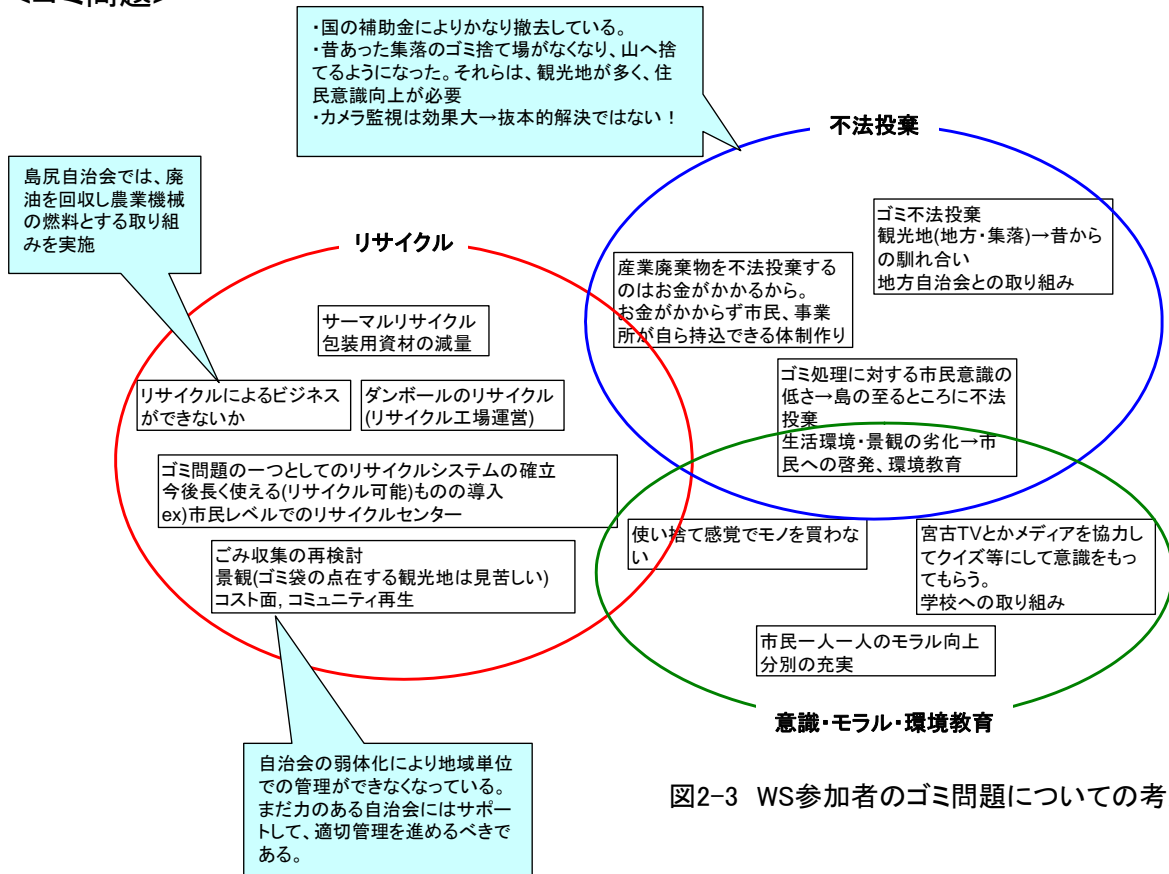 <ゴミ問題>
・国の補助金によりかなり撤去している。
・昔あった集落のゴミ捨て場がなくなり、山へ捨
てるようになった。それらは、観光地が多く、住
民意識向上が必要
・カメラ監視は効果大→抜本的解決ではない！
不法投棄
島尻自治会では、廃
油を回収し農業機械
の燃料とする取り組
みを実施
リサイクル
ゴミ不法投棄
観光地(地方・集落)→昔から
の馴れ合い
地方自治会との取り組み
産業廃棄物を不法投棄する
のはお金がかかるから。
お金がかからず市民、事業
所が自ら持込できる体制作り
サーマルリサイクル
包装用資材の減量
ゴミ処理に対する市民意識の
低さ→島の至るところに不法
投棄
生活環境・景観の劣化→市
民への啓発、環境教育
リサイクルによるビジネス
ができないか
ダンボールのリサイクル
(リサイクル工場運営)
ゴミ問題の一つとしてのリサイクルシステムの確立
今後長く使える(リサイクル可能)ものの導入
ex)市民レベルでのリサイクルセンター
使い捨て感覚でモノを買わな
い
宮古TVとかメディアを協力し
てクイズ等にして意識をもっ
てもらう。
学校への取り組み
ごみ収集の再検討
景観(ゴミ袋の点在する観光地は見苦しい)
コスト面,コミュニティ再生
市民一人一人のモラル向上
分別の充実
意識・モラル・環境教育
自治会の弱体化により地域単位
での管理ができなくなっている。
まだ力のある自治会にはサポー
トして、適切管理を進めるべきで
ある。
図2-3 WS参加者のゴミ問題についての考